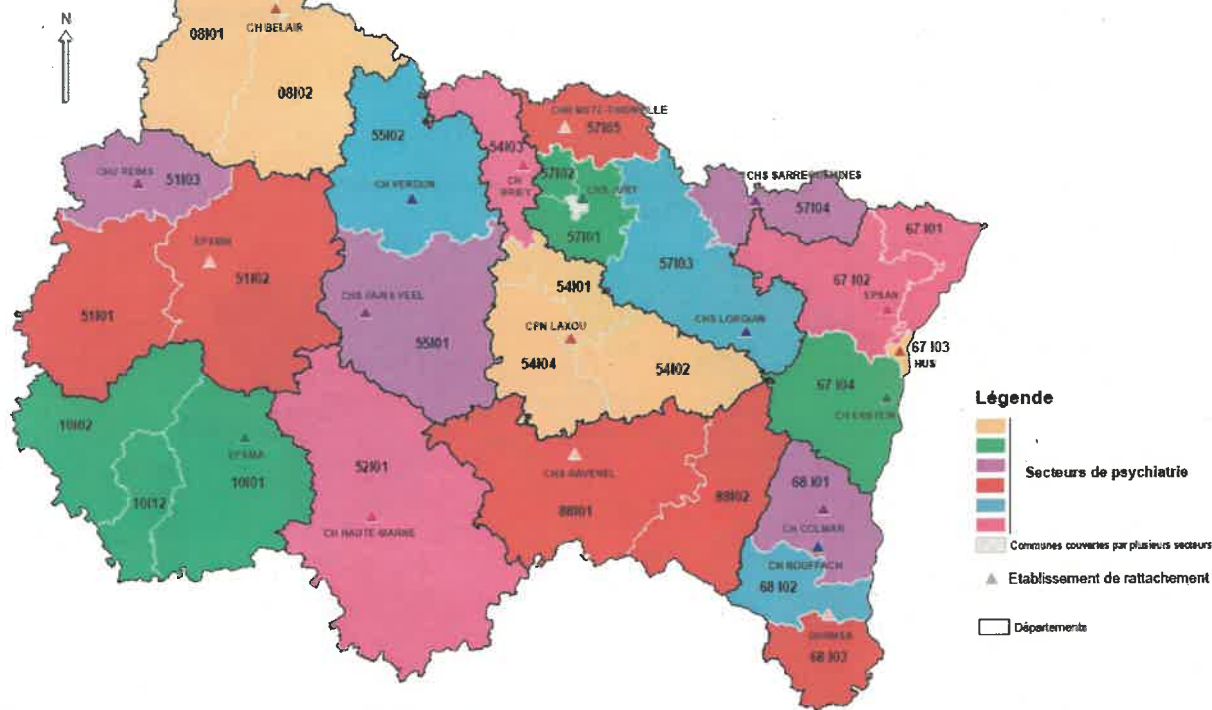 N
08I01
CH BELAIR
08I02
CHR METZ-THIONVILLE
57I05
55I02
54I03
CHU REIMS
51I03
57I02
CH BRIEY
CHS SARREGUEMINES
CH VERDUN
57I04
57I01
67 I01
EPSMM
51I02
57I03
67 I02
54I01
EPSAN
CHS FAINS VEEL
51I01
CPN LAXOU
CHS LORQUIN
67 I03
55I01
HUS
54I04
54I02
67 I04
CH ERSTEIN
10I02
EPSMA
52I01
CHS RAVENEL
10I01
88I02
68 I01
10I12
88I01
CH HAUTE-MARNE
CH COLMAR
CH ROUFFACH
68 I02
GHRMSA
68 I03
Légende
Secteurs de psychiatrie
Communes couvertes par plusieurs secteurs
Etablissement de rattachement
Départements